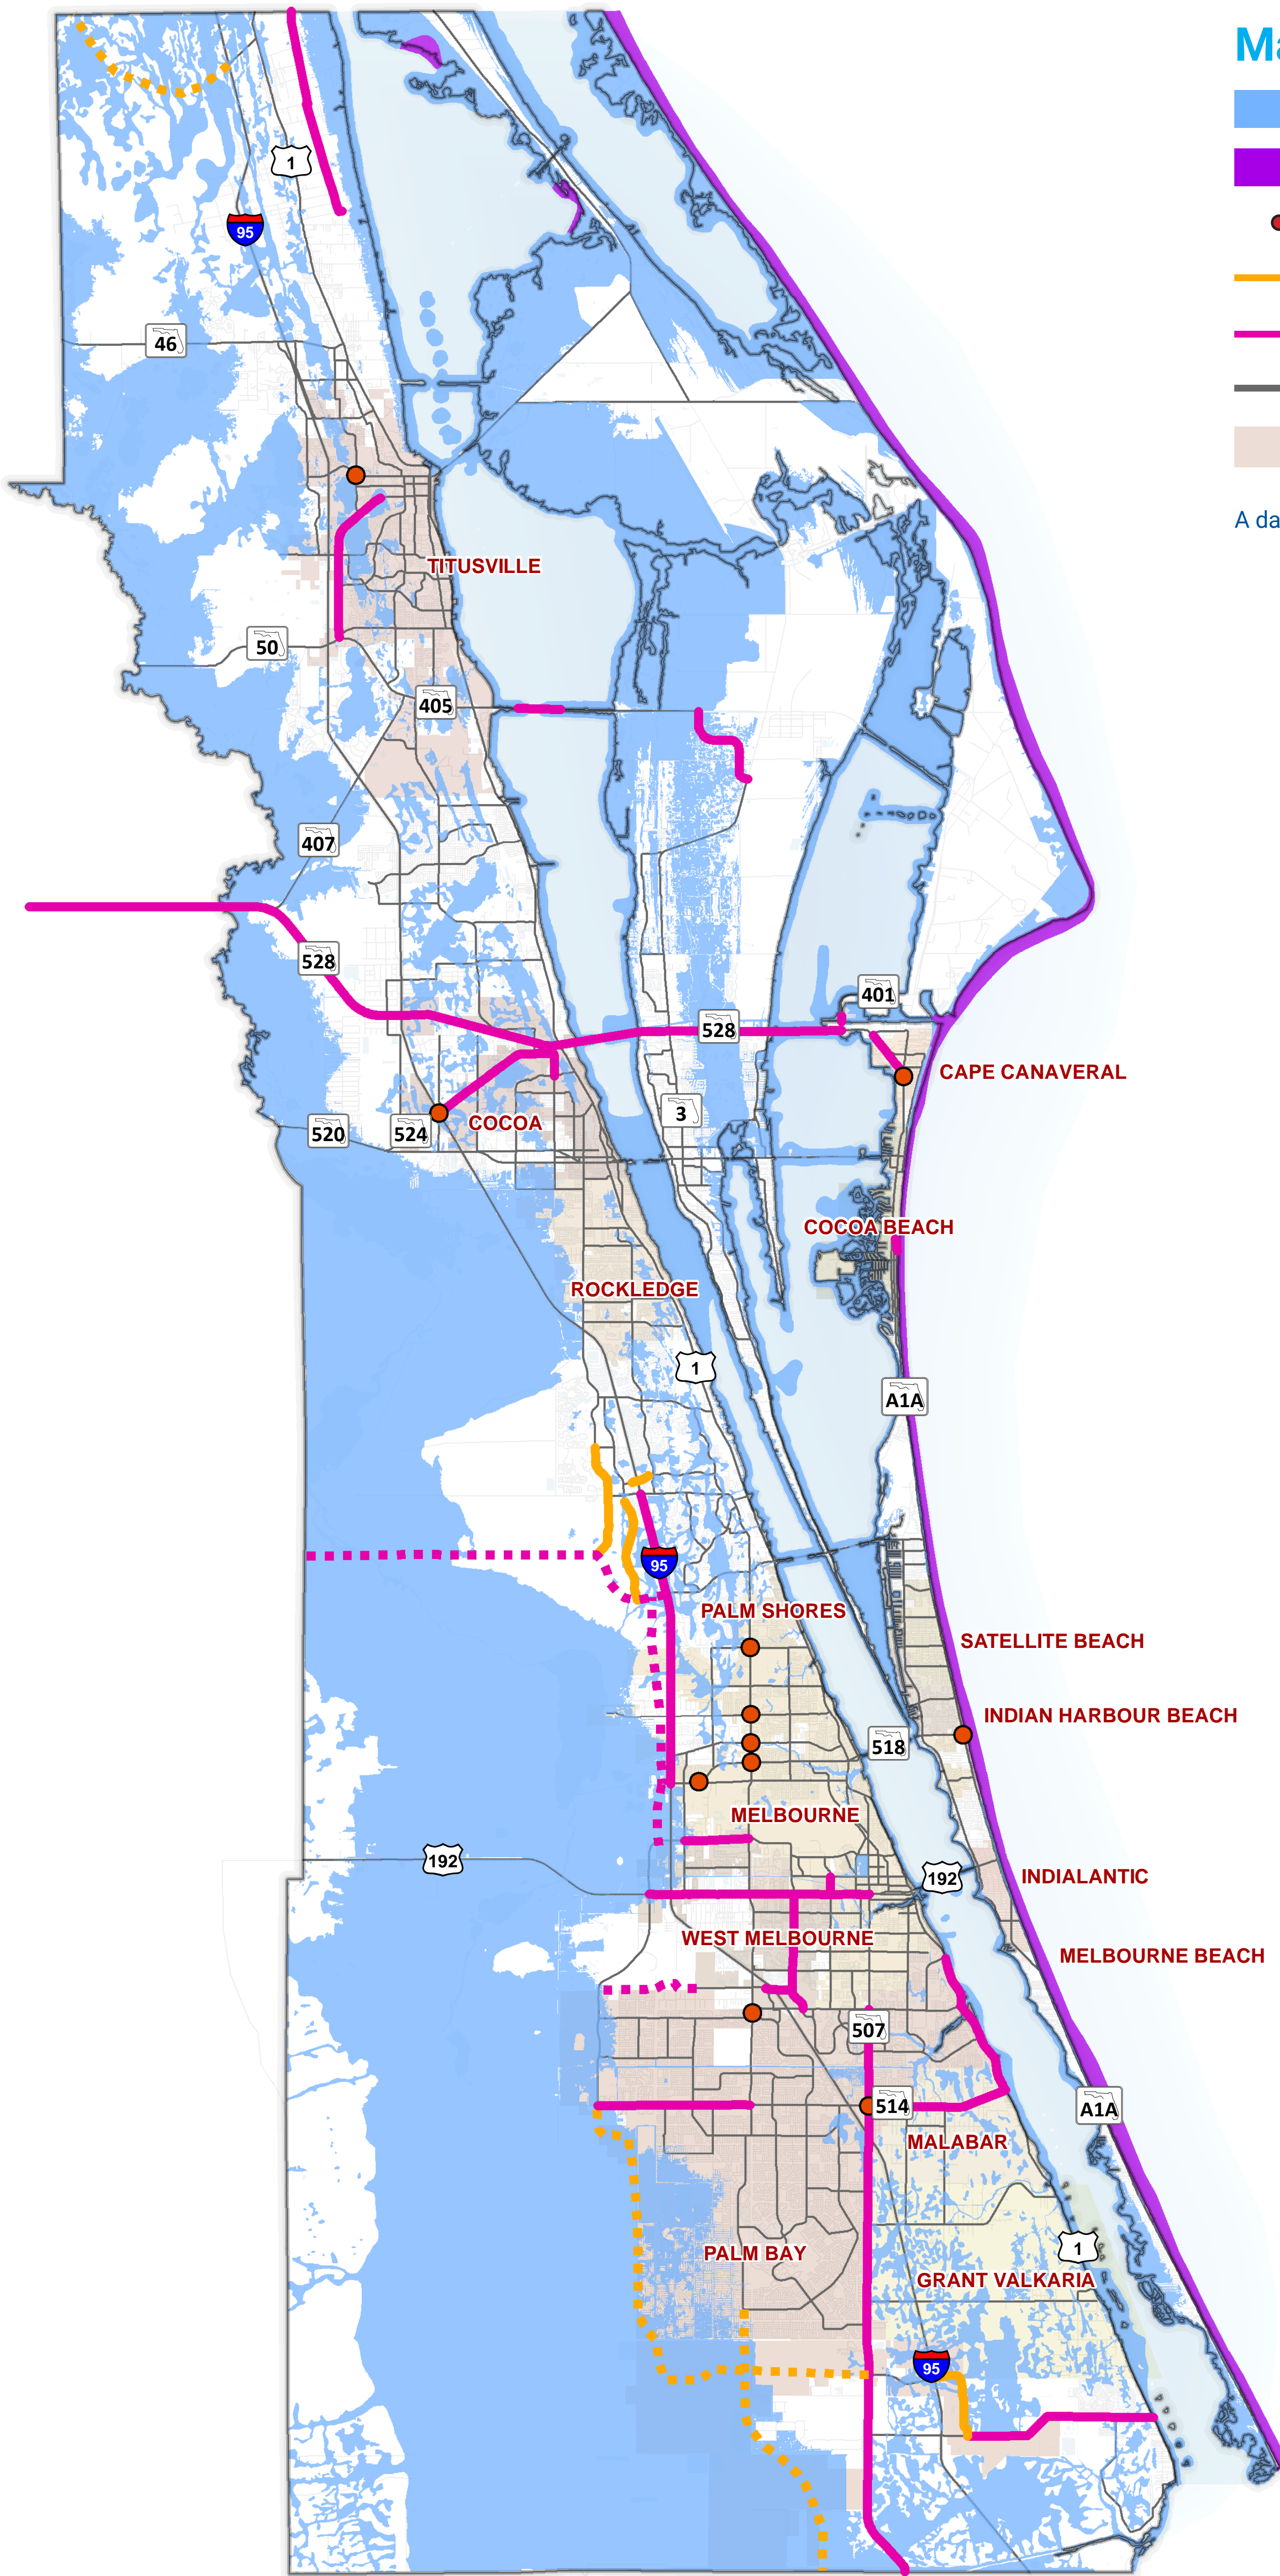 Ma
1
95
46
A da
TITUSVILLE
50
405
407
528
401
528
CAPE CANAVERAL
3
COCOA
520
524
COCOA BEACH
ROCKLEDGE
1
A1A
95
PALM SHORES
SATELLITE BEACH
INDIAN HARBOUR BEACH
518
MELBOURNE
192
INDIALANTIC
192
WEST MELBOURNE
MELBOURNE BEACH
507
514
A1A
MALABAR
1
PALM BAY
GRANT VALKARIA
95